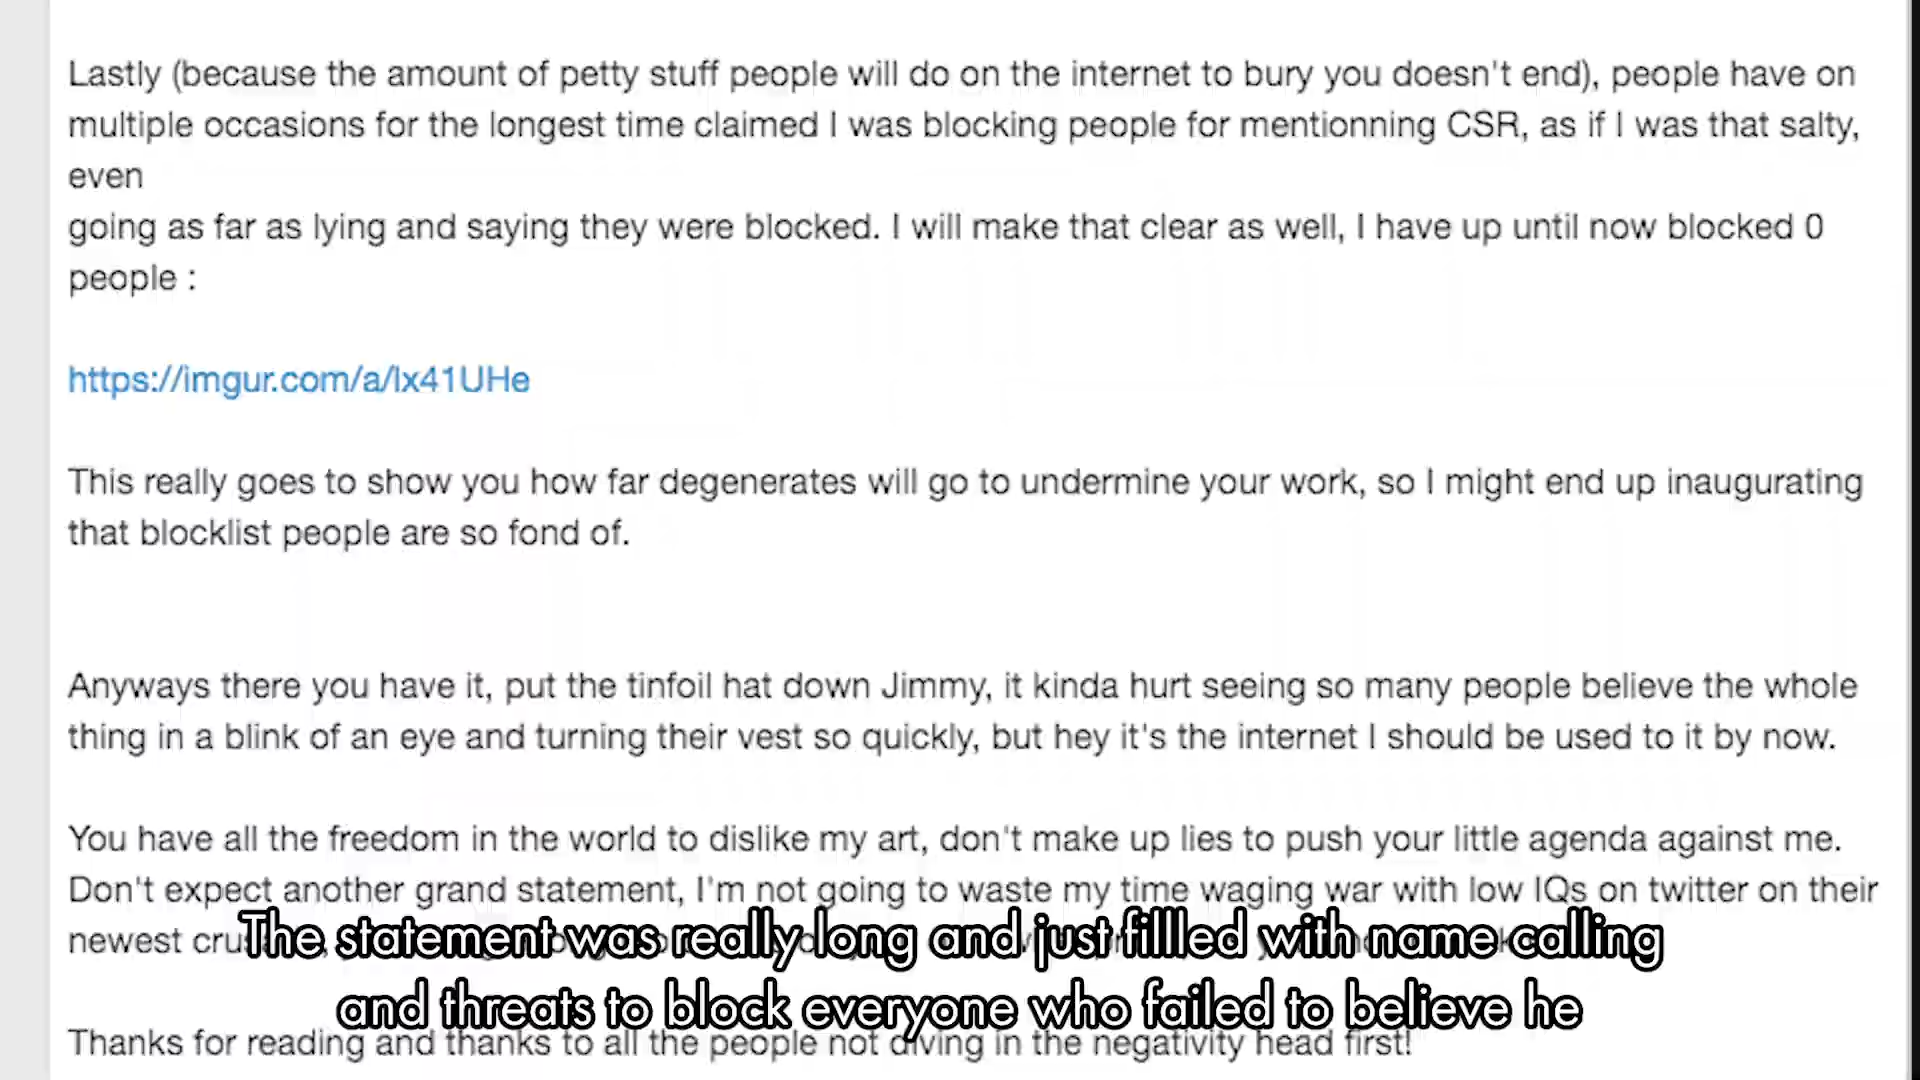 Lastly (because the amount of petty stuff people will do on the internet to bury you doesn't end), people have on
multiple occasions for the longest time claimed I was blocking people for mentionning CSR, as if I was that salty,
even
going as far as lying and saying they were blocked. I will make that clear as well, I have up until now blocked 0
people :
https://imgur.com/a/lx41UHe
This really goes to show you how far degenerates will go to undermine your work, so I might end up inaugurating
that blocklist people are so fond of.
Anyways there you have it, put the tinfoil hat down Jimmy, it kinda hurt seeing so many people believe the whole
thing in a blink of an eye and turning their vest so quickly, but hey it's the internet I should be used to it by now.
You have all the freedom in the world to dislike my art, don't make up lies to push your little agenda against me.
Don't expect another grand statement, I'm not going to waste my time waging war with low IQs on twitter on their
newest
The statement was really long and just fillled with name calling
and threats to block everyone who failed to believe he
Thanks for reading and thanks to all the people not diving in the negativity head first!